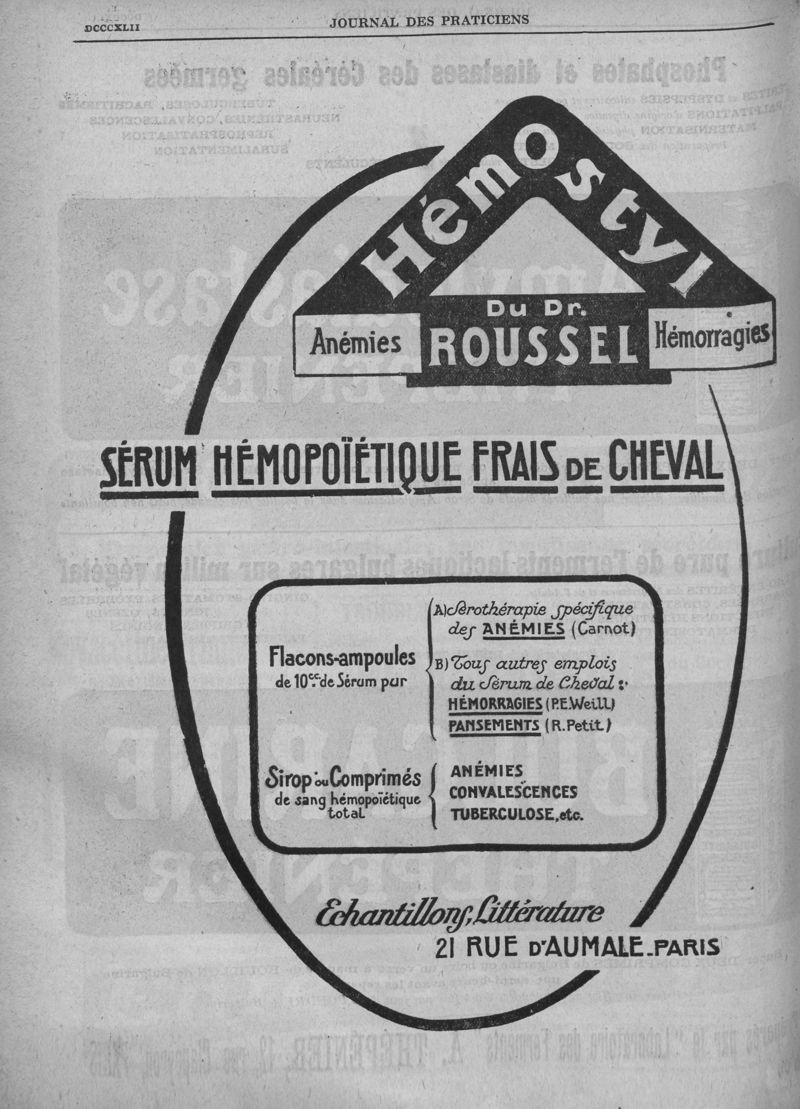 DCCCXLII
JOURNAL DES PRATICIENS
Hémostyl
Du Dr.
ROUSSEL
Anémies
Hémorragies
SÉRUM HÉMOPOÏÉTIQUE FRAIS DE CHEVAL
Flacons-ampoules
de 10cc de Sérum pur
A) Sérothérapie spécifique
des ANÉMIES (Carnot)
B) Tous autres emplois
du Sérum de Cheval :
HÉMORRAGIES (P.E.Weill)
PANSEMENTS (R.Petit)
Sirop ou Comprimés
de sang hémopoïétique
total
ANÉMIES
CONVALESCENCES
TUBERCULOSE, etc.
Echantillons, Littérature
21 RUE D'AUMALE-PARIS